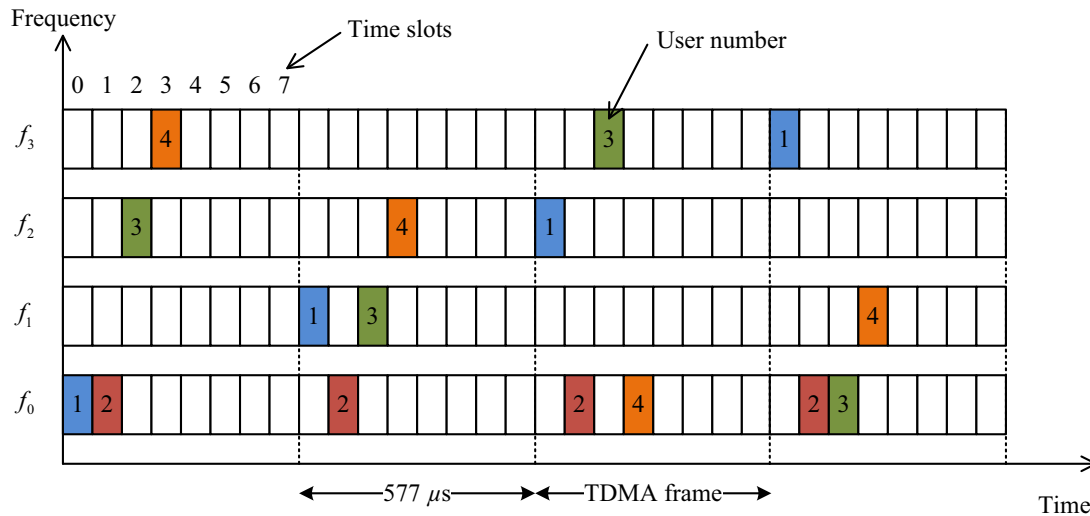 Frequency
Time slots
User number
0 1 2 3 4 5 6 7
f3 4 3 1
f2 3 4 1
f1 1 3 4
f0 1 2 2 2 4 2 3
577 µs
TDMA frame
Time